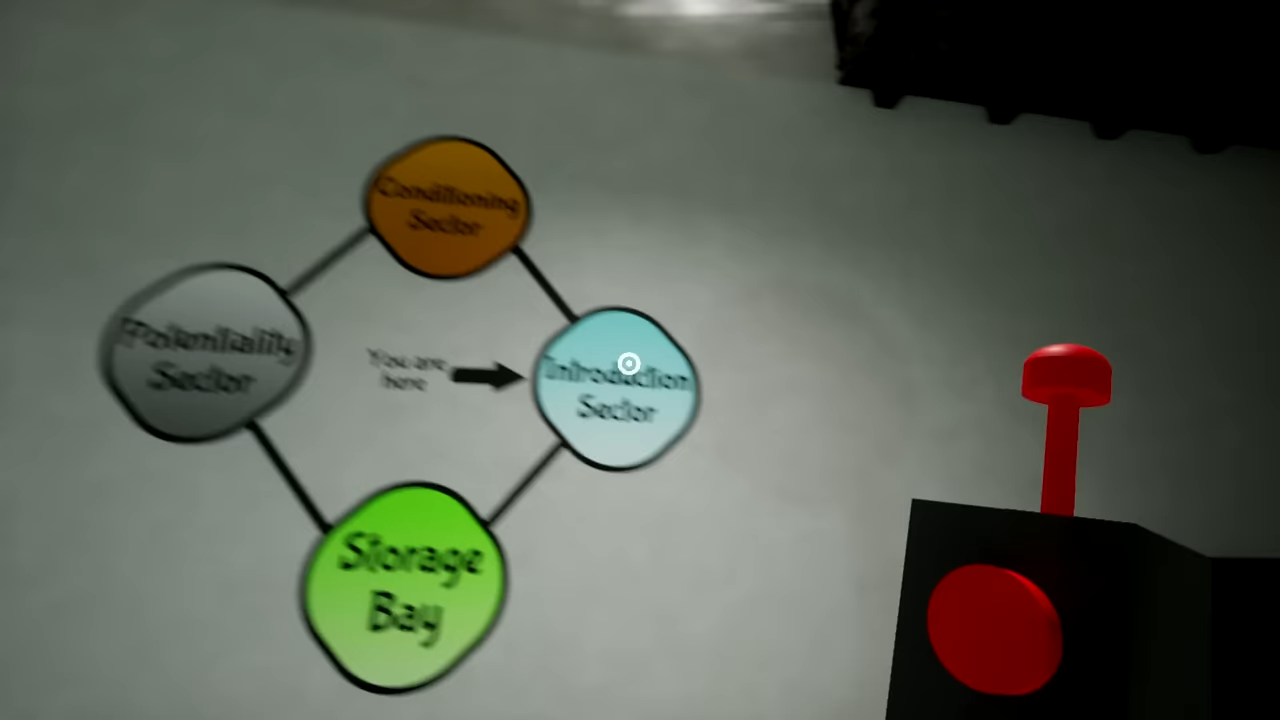 Conditioning
Sector
Potentiality
Sector
You are
here
Introduction
Sector
Storage
Bay